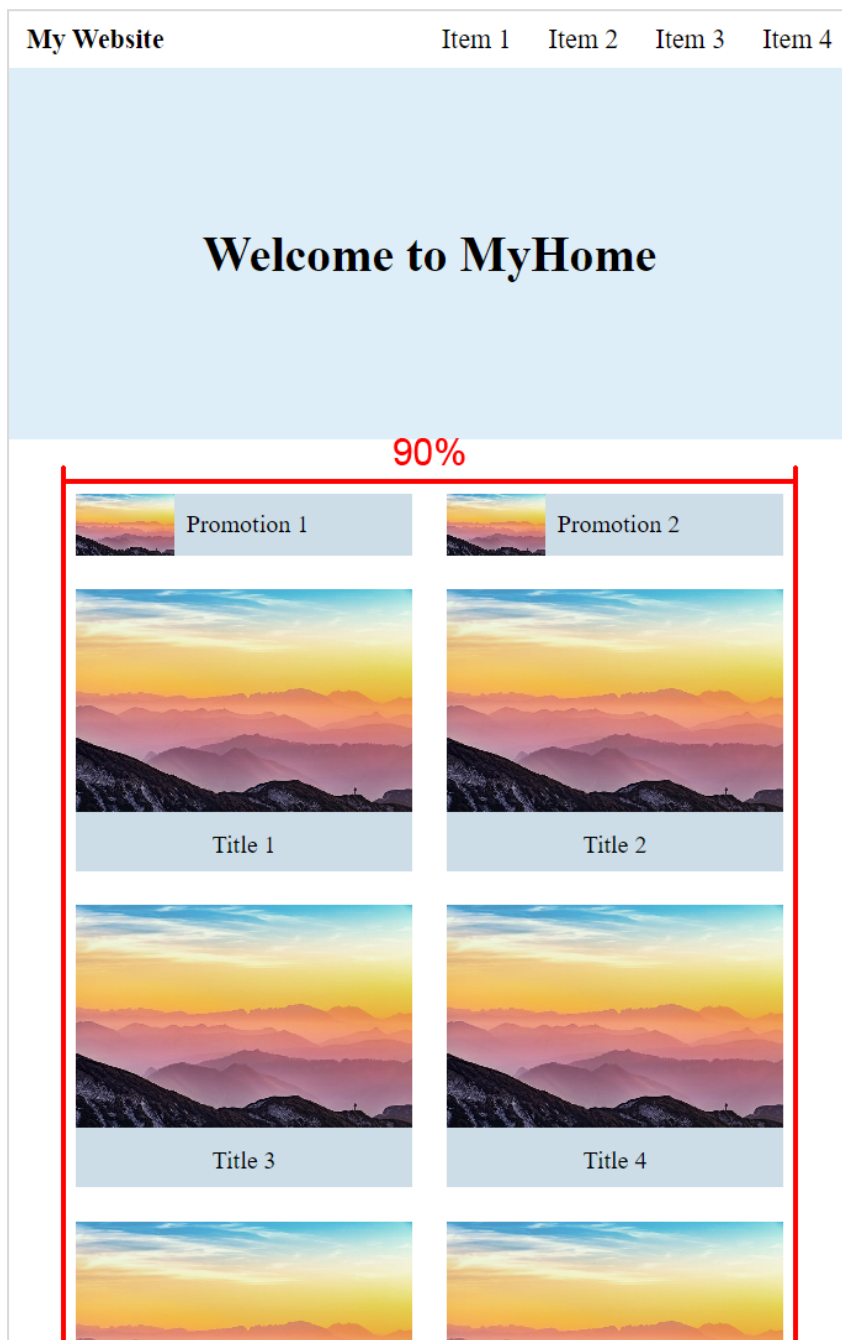 My Website Item 1 Item 2 Item 3 Item 4
Welcome to MyHome
90%
Promotion 1 Promotion 2
Title 1 Title 2
Title 3 Title 4